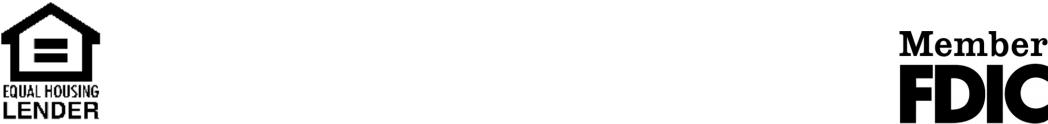 EQUAL HOUSING
LENDER
Member
FDIC